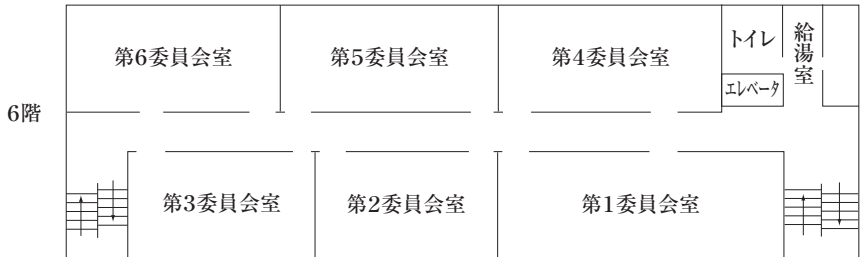 6階
第6委員会室
第5委員会室
第4委員会室
トイレ
給湯室
エレベータ
第3委員会室
第2委員会室
第1委員会室